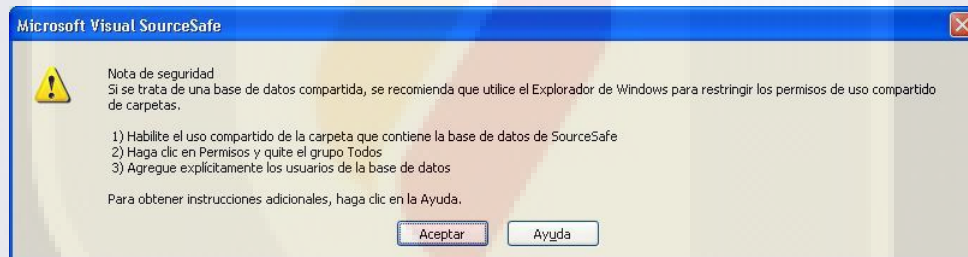 Microsoft Visual SourceSafe
Nota de seguridad
Si se trata de una base de datos compartida, se recomienda que utilice el Explorador de Windows para restringir los permisos de uso compartido
de carpetas.
1) Habilite el uso compartido de la carpeta que contiene la base de datos de SourceSafe
2) Haga clic en Permisos y quite el grupo Todos
3) Agregue explícitamente los usuarios de la base de datos
Para obtener instrucciones adicionales, haga clic en la Ayuda.
Aceptar Ayuda